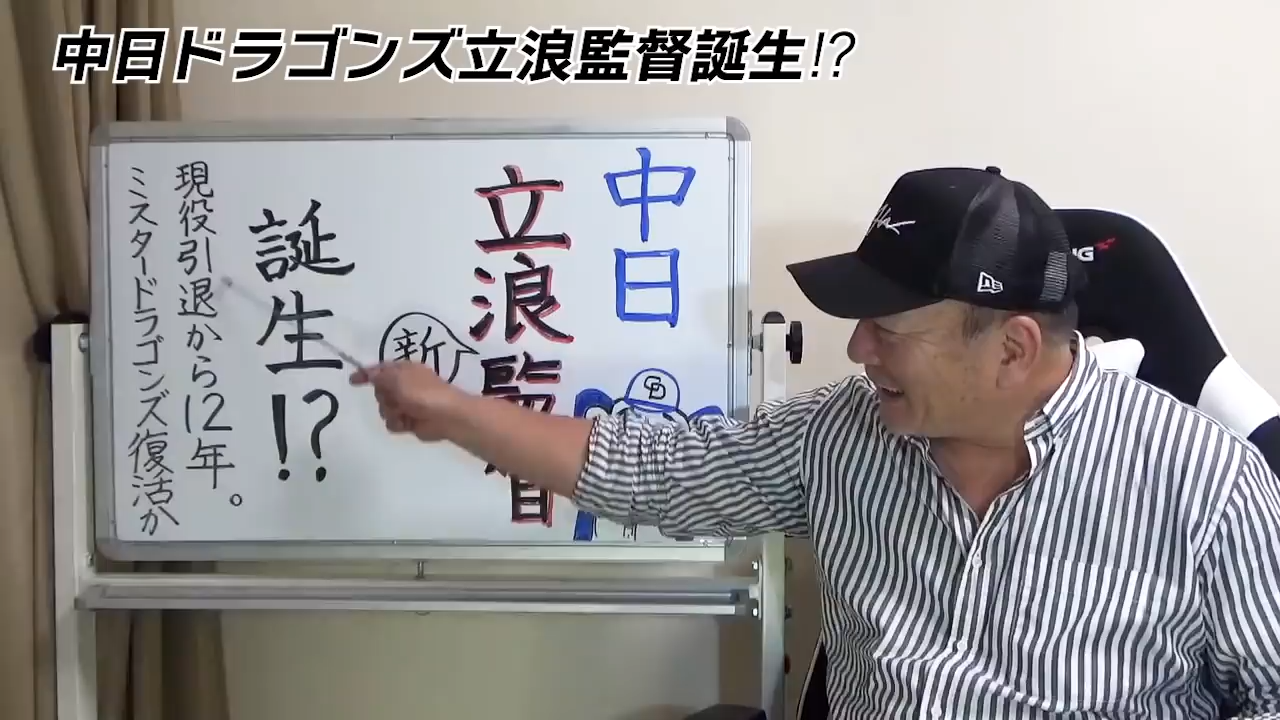 中日ドラゴンズ立浪監督誕生!?
中日
立浪監督
新
誕生!?
現役引退から12年。
ミスタードラゴンズ復活か
CD